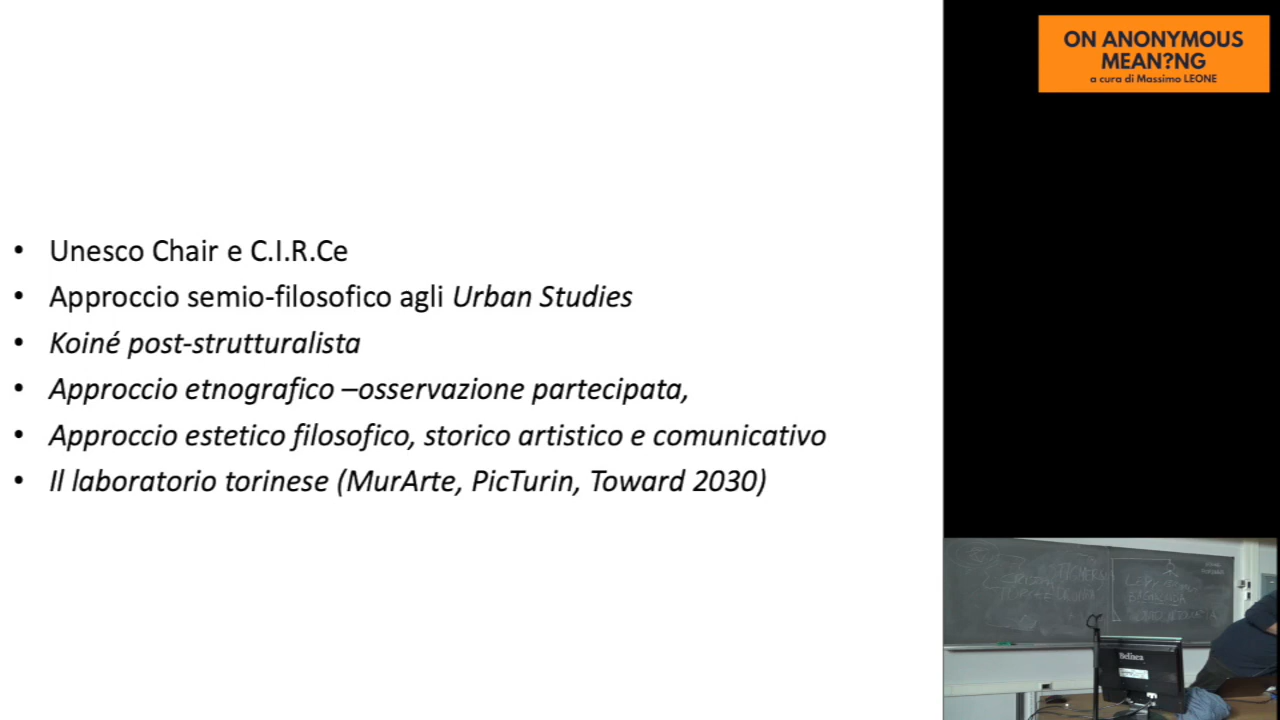 ON ANONYMOUS
MEAN?NG
a cura di Massimo LEONE
• Unesco Chair e C.I.R.Ce
• Approccio semio-filosofico agli Urban Studies
• Koiné post-strutturalista
• Approccio etnografico –osservazione partecipata,
• Approccio estetico filosofico, storico artistico e comunicativo
• Il laboratorio torinese (MurArte, PicTurin, Toward 2030)
Belinea